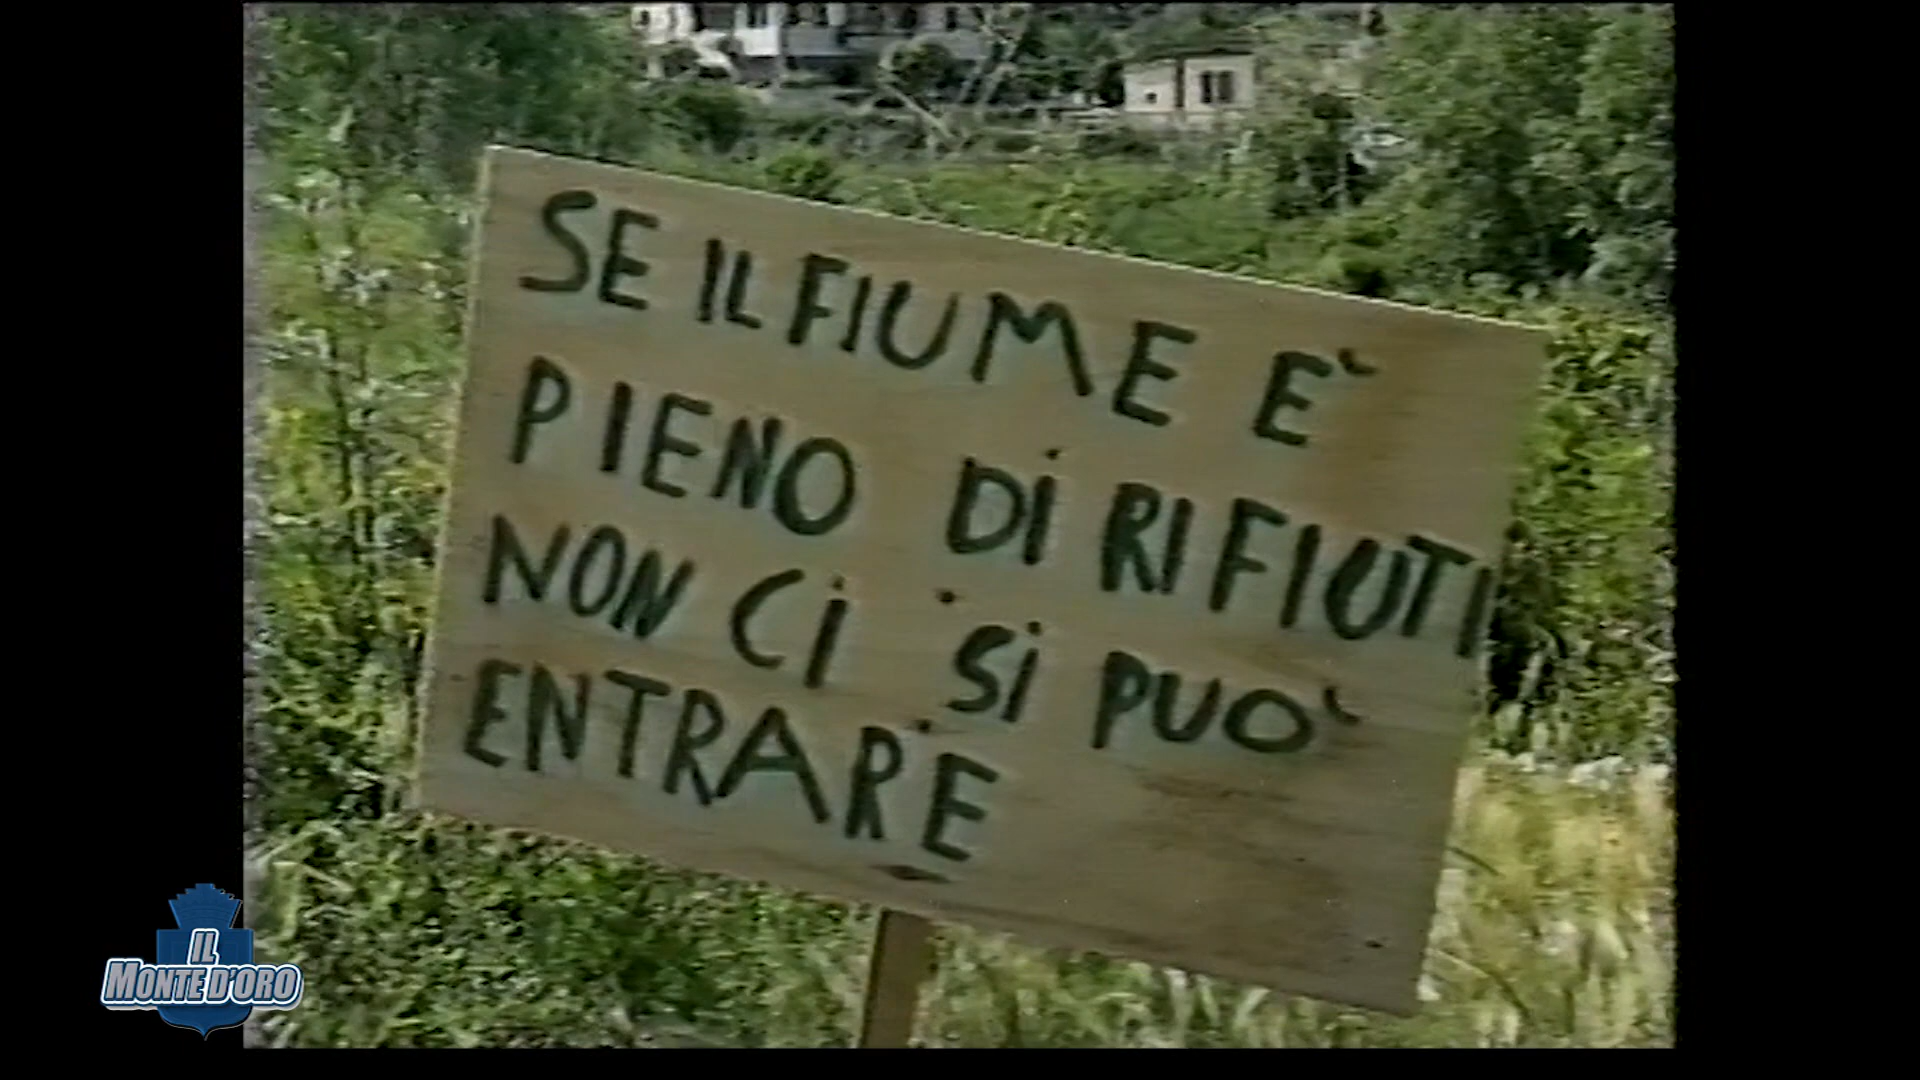 SE IL FIUME È
PIENO DI RIFIUTI
NON CI SI PUO'
ENTRARE
IL
MONTE D'ORO